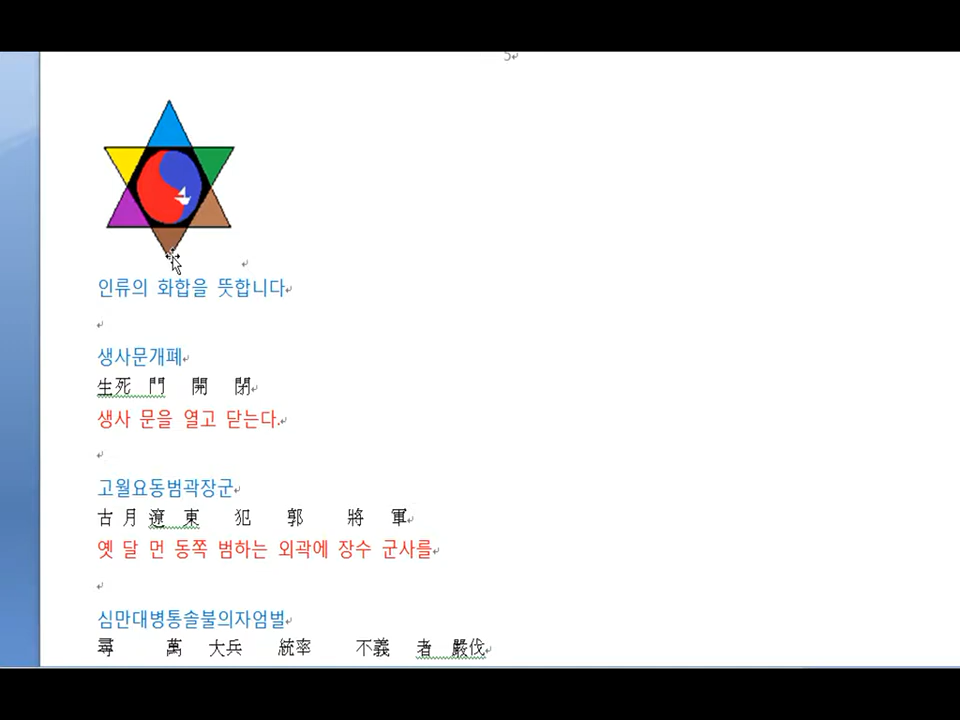 5
인류의 화합을 뜻합니다
생사문개폐
生死 門 開 閉
생사 문을 열고 닫는다.
고월요동범곽장군
古 月 遼 東 犯 郭 將 軍
옛 달 먼 동쪽 범하는 외곽에 장수 군사를
심만대병통솔불의자엄벌
尋 萬 大兵 統率 不義 者 嚴伐